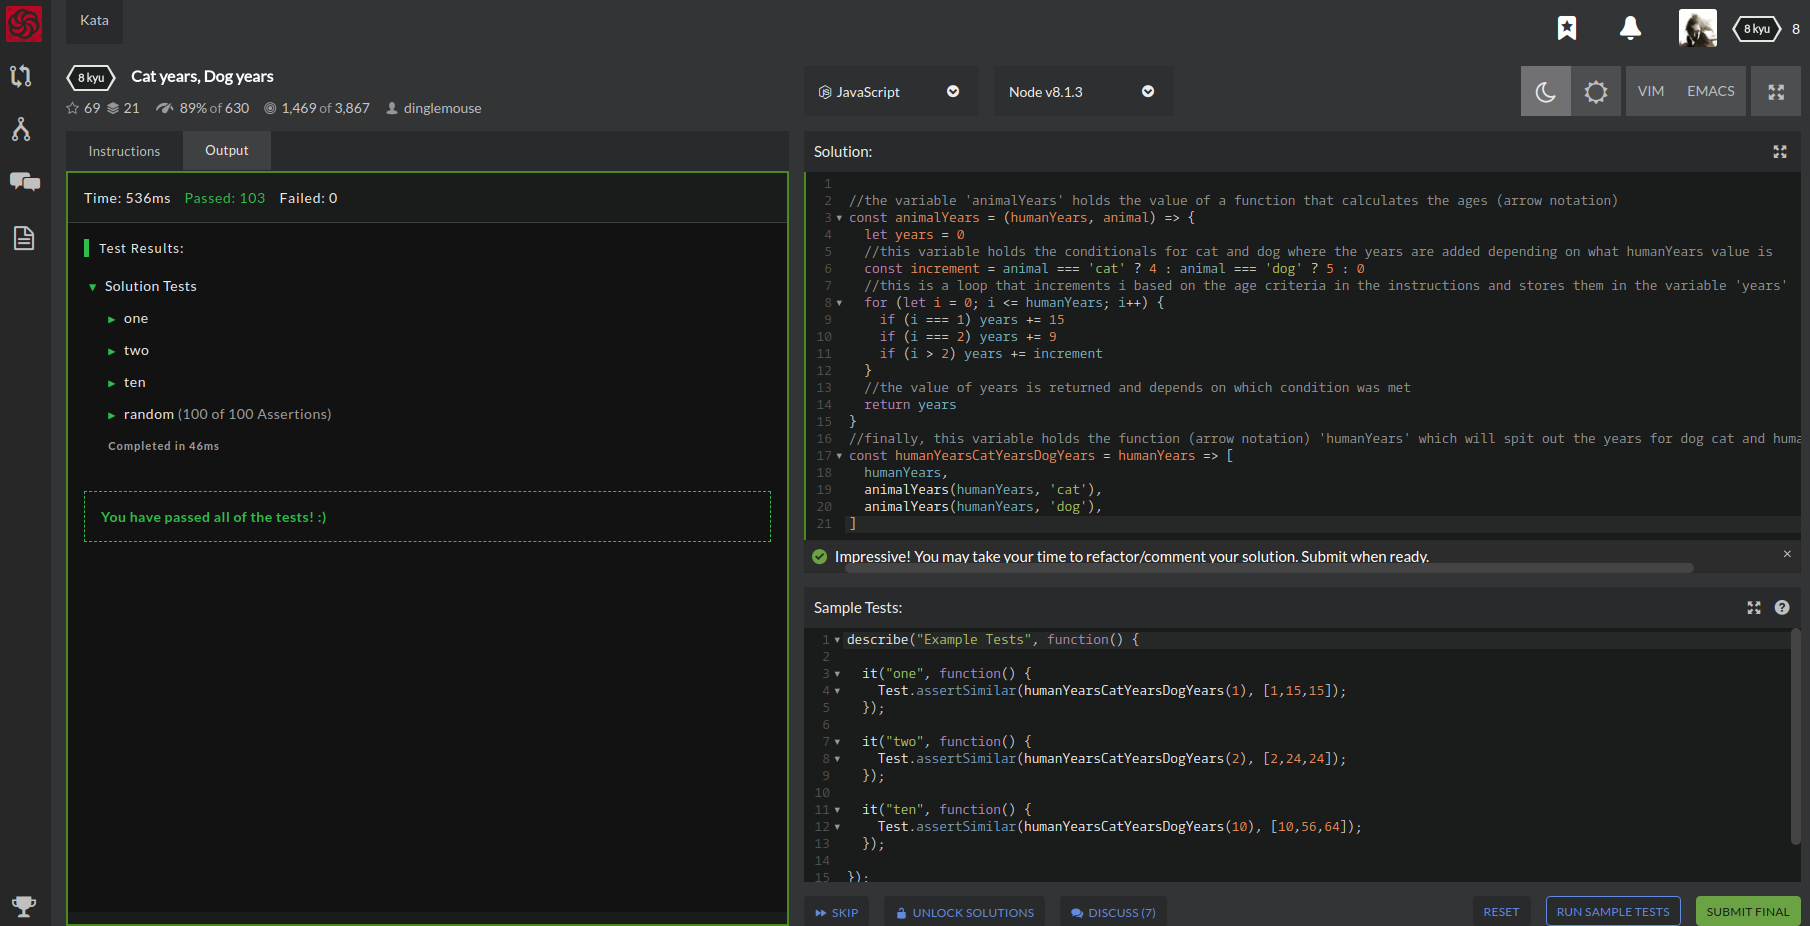 Kata
8 kyu
8
8 kyu
Cat years, Dog years
69 21 89% of 630 1,469 of 3,867 dinglemouse
JavaScript
Node v8.1.3
VIM
EMACS
Instructions
Output
Time: 536ms Passed: 103 Failed: 0
Test Results:
Solution Tests
one
two
ten
random (100 of 100 Assertions)
Completed in 46ms
You have passed all of the tests! :)
Solution:
1
2 //the variable 'animalYears' holds the value of a function that calculates the ages (arrow notation)
3 const animalYears = (humanYears, animal) => {
4 let years = 0
5 //this variable holds the conditionals for cat and dog where the years are added depending on what humanYears value is
6 const increment = animal === 'cat' ? 4 : animal === 'dog' ? 5 : 0
7 //this is a loop that increments i based on the age criteria in the instructions and stores them in the variable 'years'
8 for (let i = 0; i <= humanYears; i++) {
9 if (i === 1) years += 15
10 if (i === 2) years += 9
11 if (i > 2) years += increment
12 }
13 //the value of years is returned and depends on which condition was met
14 return years
15 }
16 //finally, this variable holds the function (arrow notation) 'humanYears' which will spit out the years for dog cat and huma
17 const humanYearsCatYearsDogYears = humanYears => [
18 humanYears,
19 animalYears(humanYears, 'cat'),
20 animalYears(humanYears, 'dog'),
21 ]
Impressive! You may take your time to refactor/comment your solution. Submit when ready.
Sample Tests:
1 describe("Example Tests", function() {
2
3 it("one", function() {
4 Test.assertSimilar(humanYearsCatYearsDogYears(1), [1,15,15]);
5 });
6
7 it("two", function() {
8 Test.assertSimilar(humanYearsCatYearsDogYears(2), [2,24,24]);
9 });
10
11 it("ten", function() {
12 Test.assertSimilar(humanYearsCatYearsDogYears(10), [10,56,64]);
13 });
14
15 });
SKIP
UNLOCK SOLUTIONS
DISCUSS (7)
RESET
RUN SAMPLE TESTS
SUBMIT FINAL